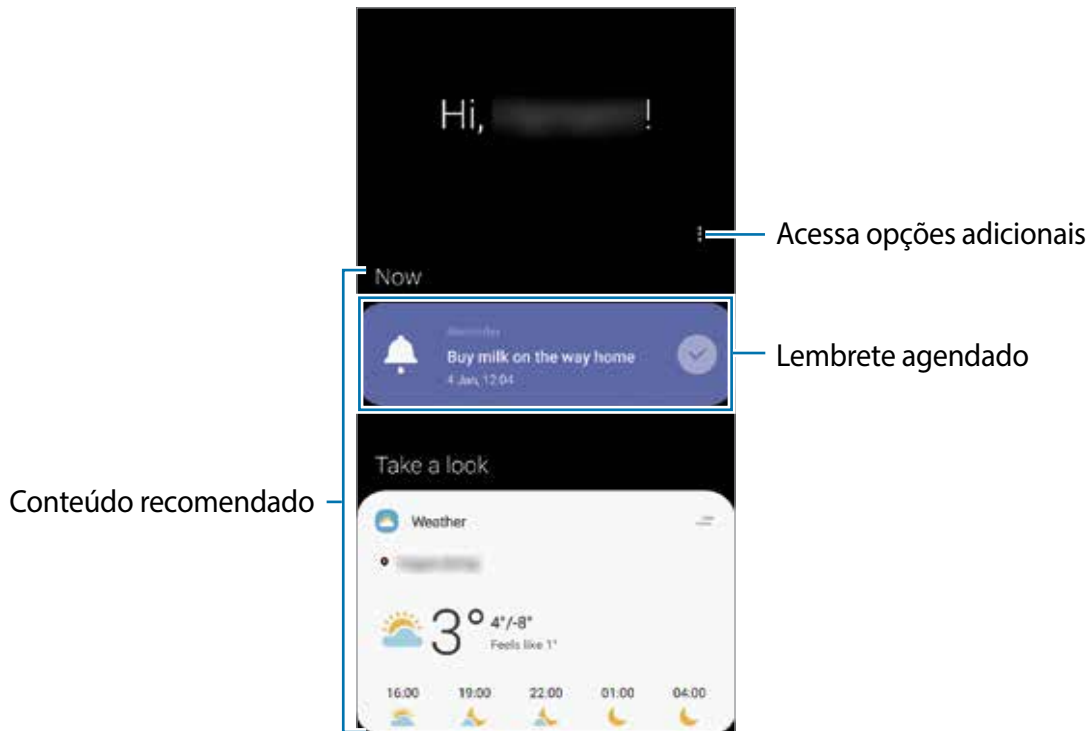 Hi, !
Acessa opções adicionais
Now
Reminder
Buy milk on the way home
4 Jan, 12:04
Lembrete agendado
Take a look
Conteúdo recomendado
Weather
3° 4°/-8°
Feels like 1°
16:00 19:00 22:00 01:00 04:00